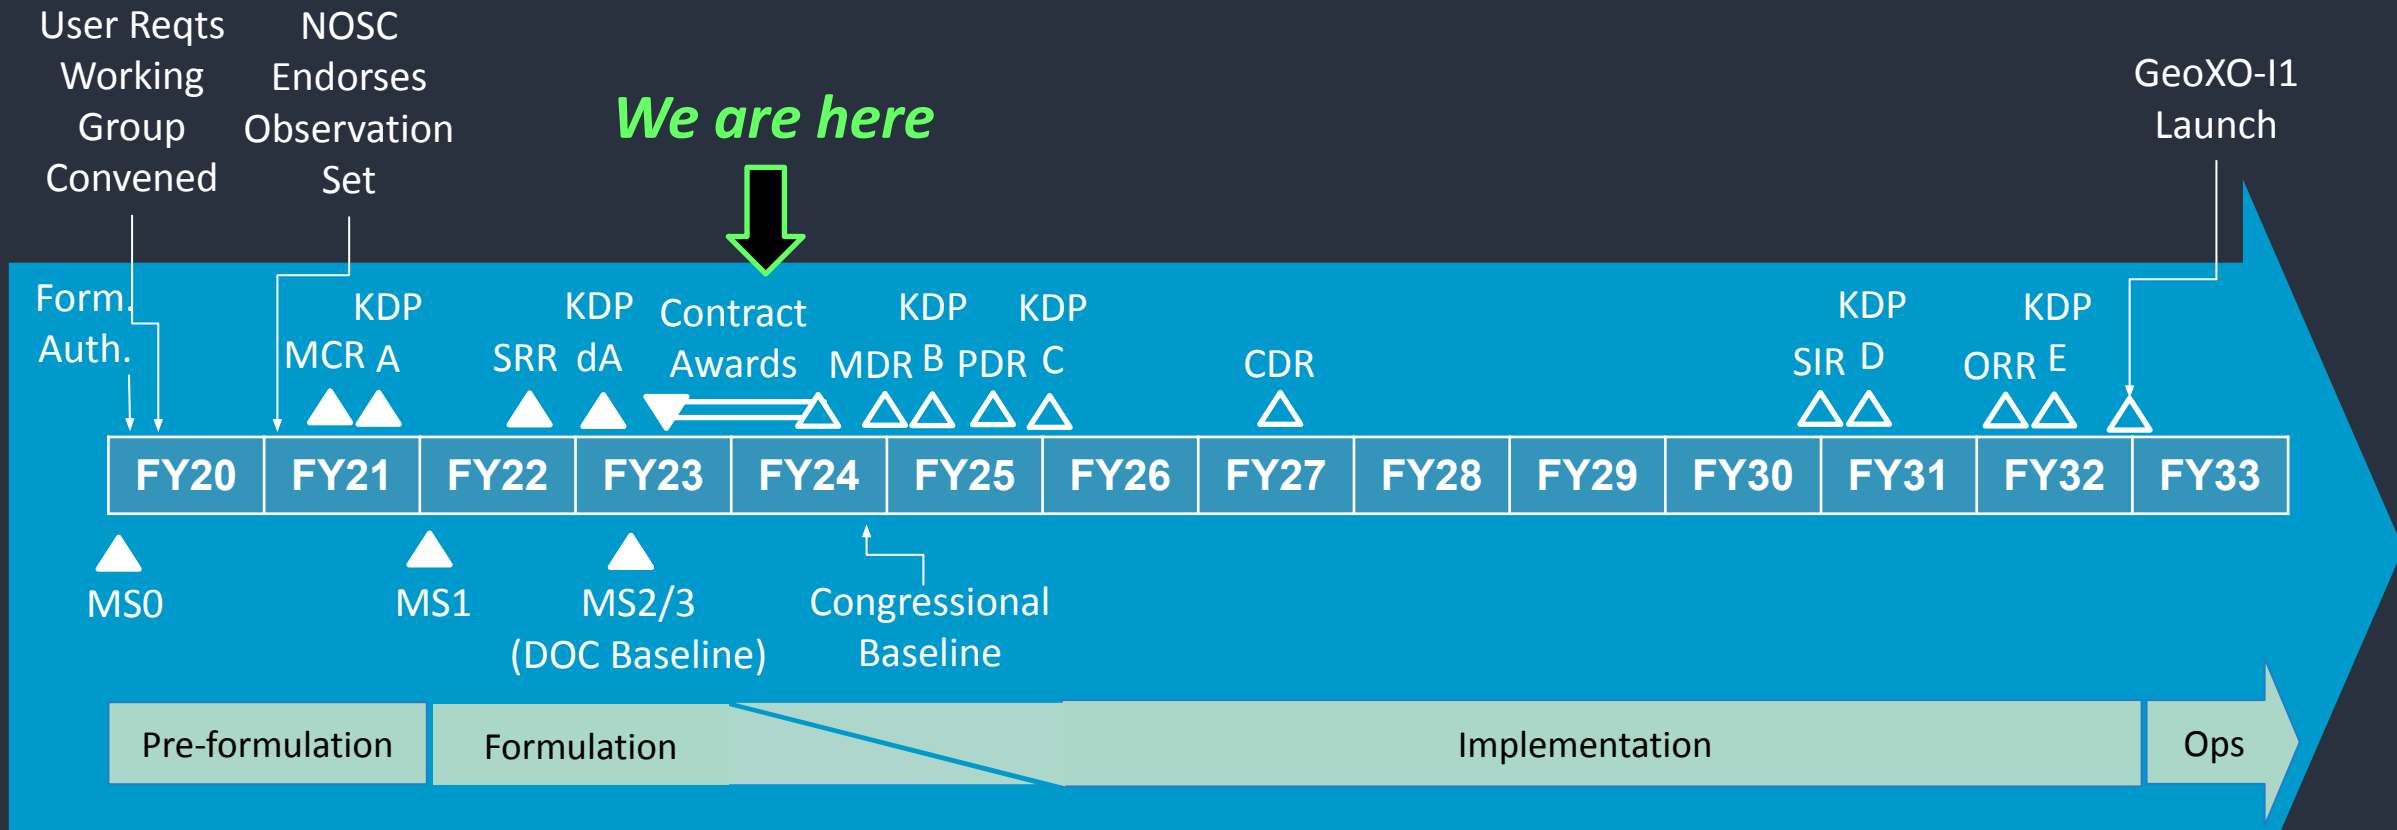 User Reqts
Working
Group
Convened
NOSC
Endorses
Observation
Set
We are here
GeoXO-I1
Launch
Form.
Auth.
MCR
KDP
A
SRR
KDP
dA
Contract
Awards
MDR
KDP
B
PDR
KDP
C
CDR
SIR
KDP
D
ORR
KDP
E
FY20
FY21
FY22
FY23
FY24
FY25
FY26
FY27
FY28
FY29
FY30
FY31
FY32
FY33
MS0
MS1
MS2/3
(DOC Baseline)
Congressional
Baseline
Pre-formulation
Formulation
Implementation
Ops